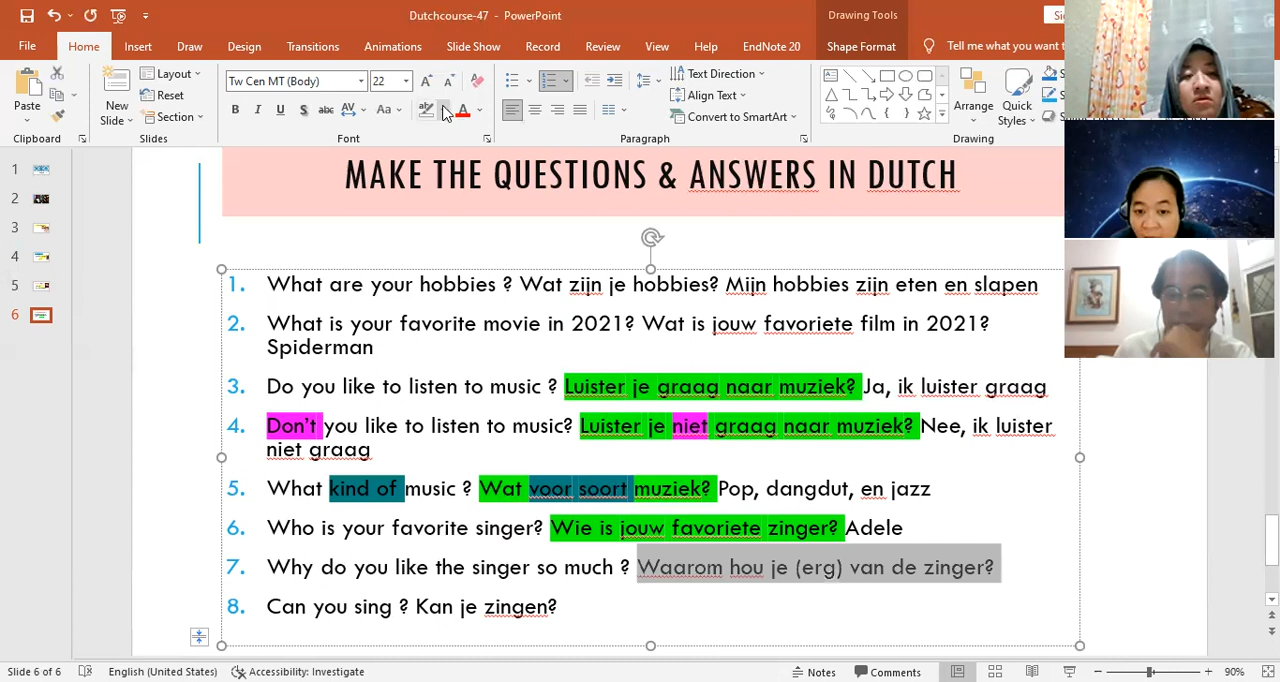 Dutchcourse-47 - PowerPoint
Drawing Tools
File Home Insert Draw Design Transitions Animations Slide Show Record Review View Help EndNote 20 Shape Format Tell me what you want
Paste
New Slide
Layout
Reset
Section
Tw Cen MT (Body) 22
B I U S abc AV Aa A
Text Direction
Align Text
Convert to SmartArt
Arrange
Quick Styles
Clipboard Slides Font Paragraph Drawing
1
2
3
4
5
6
MAKE THE QUESTIONS & ANSWERS IN DUTCH
1. What are your hobbies ? Wat zijn je hobbies? Mijn hobbies zijn eten en slapen
2. What is your favorite movie in 2021? Wat is jouw favoriete film in 2021?
Spiderman
3. Do you like to listen to music ? Luister je graag naar muziek? Ja, ik luister graag
4. Don't you like to listen to music? Luister je niet graag naar muziek? Nee, ik luister
niet graag
5. What kind of music ? Wat voor soort muziek? Pop, dangdut, en jazz
6. Who is your favorite singer? Wie is jouw favoriete zinger? Adele
7. Why do you like the singer so much ? Waarom hou je (erg) van de zinger?
8. Can you sing ? Kan je zingen?
Slide 6 of 6 English (United States) Accessibility: Investigate Notes Comments 90%